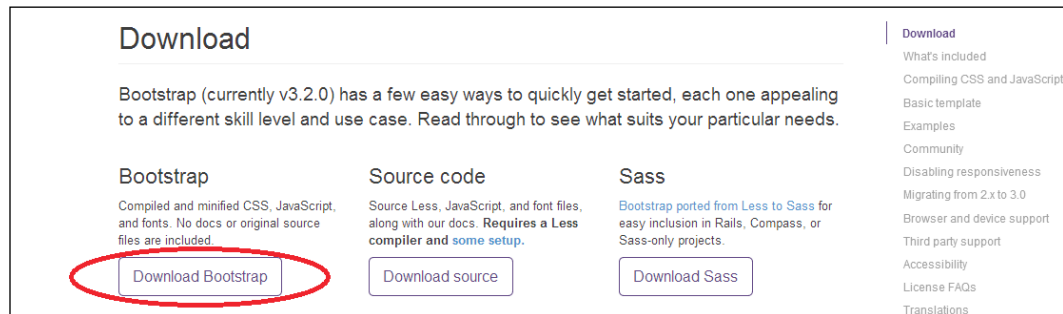 Download
Bootstrap (currently v3.2.0) has a few easy ways to quickly get started, each one appealing
to a different skill level and use case. Read through to see what suits your particular needs.
Bootstrap
Compiled and minified CSS, JavaScript,
and fonts. No docs or original source
files are included.
Download Bootstrap
Source code
Source Less, JavaScript, and font files,
along with our docs. Requires a Less
compiler and some setup.
Download source
Sass
Bootstrap ported from Less to Sass for
easy inclusion in Rails, Compass, or
Sass-only projects.
Download Sass
Download
What's included
Compiling CSS and JavaScript
Basic template
Examples
Community
Disabling responsiveness
Migrating from 2.x to 3.0
Browser and device support
Third party support
Accessibility
License FAQs
Translations